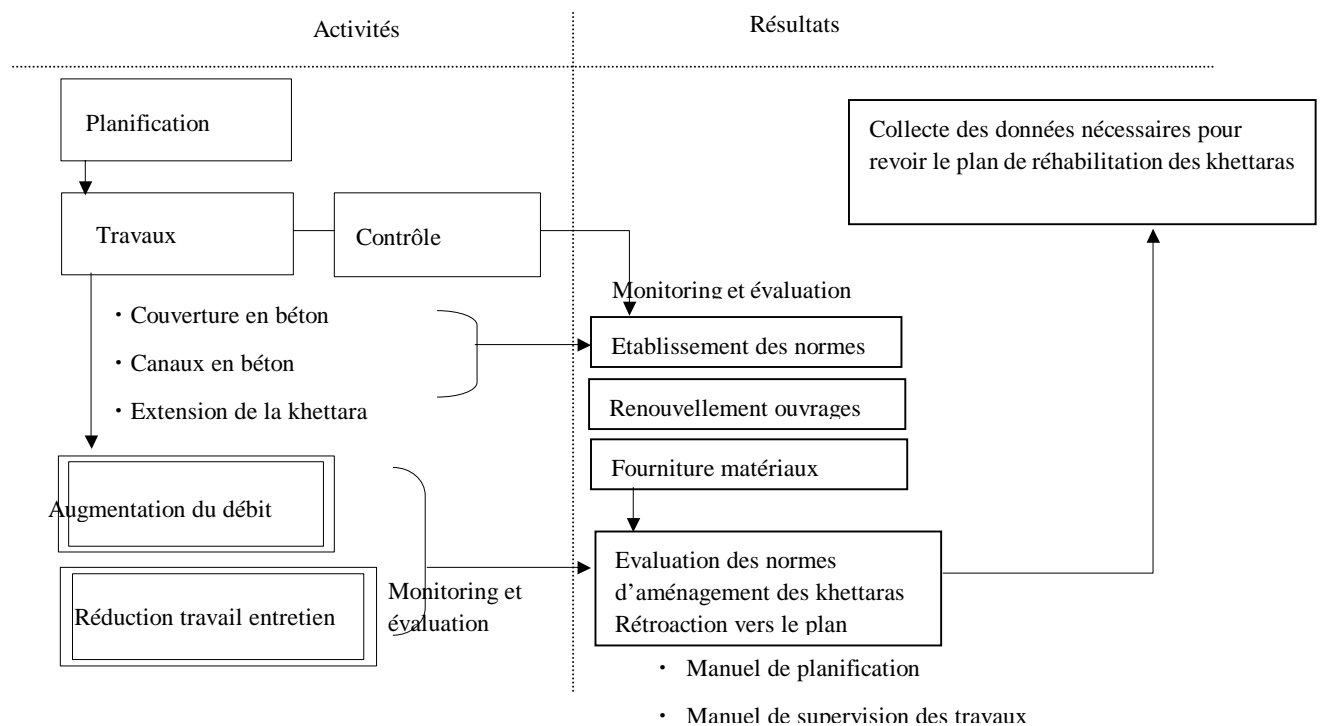 Activités
Résultats
Planification
Collecte des données nécessaires pour
revoir le plan de réhabilitation des khettaras
Travaux
Contrôle
Monitoring et évaluation
・Couverture en béton
・Canaux en béton
・Extension de la khettara
Etablissement des normes
Renouvellement ouvrages
Fourniture matériaux
Augmentation du débit
Réduction travail entretien
Monitoring et
évaluation
Evaluation des normes
d’aménagement des khettaras
Rétroaction vers le plan
・ Manuel de planification
・ Manuel de supervision des travaux